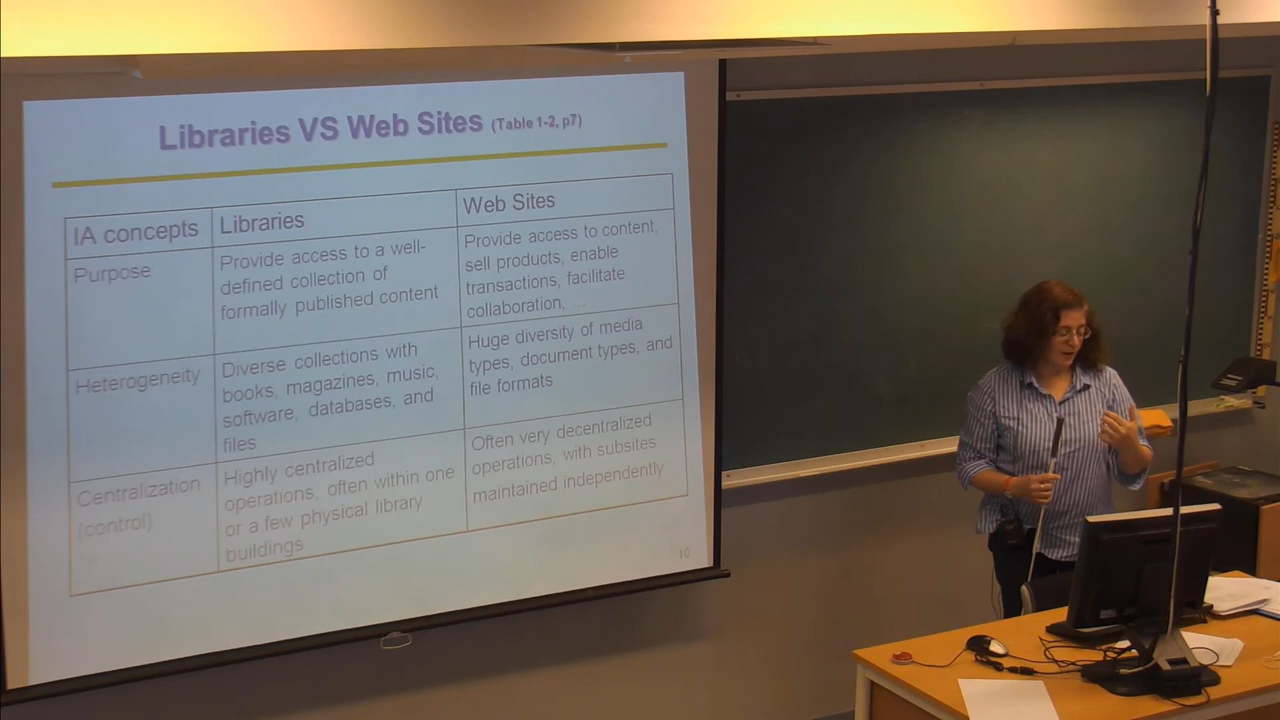 Libraries VS Web Sites (Table 1-2, p7)
IA concepts
Libraries
Web Sites
Purpose
Provide access to a well-
defined collection of
formally published content
Provide access to content,
sell products, enable
transactions, facilitate
collaboration, ...
Heterogeneity
Diverse collections with
books, magazines, music,
software, databases, and
files
Huge diversity of media
types, document types, and
file formats
Centralization
(control)
Highly centralized
operations, often within one
or a few physical library
buildings
Often very decentralized
operations, with subsites
maintained independently
10